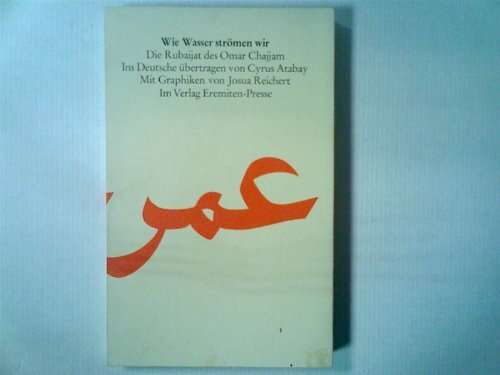 Wie Wasser strömen wir
Die Rubaijat des Omar Chajjam
Ins Deutsche übertragen von Cyrus Atabay
Mit Graphiken von Josua Reichert
Im Verlag Eremiten-Presse
عمر